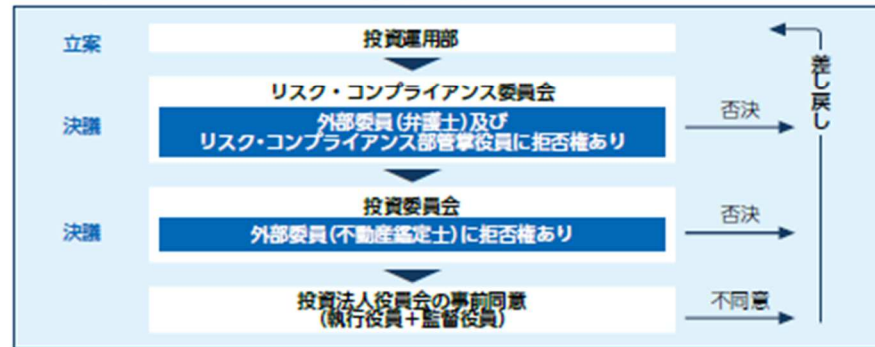 立案
投資運用部
リスク・コンプライアンス委員会
決議
外部委員(弁護士)及び
リスク・コンプライアンス部管掌役員に拒否権あり
否決
投資委員会
決議
外部委員(不動産鑑定士)に拒否権あり
否決
投資法人役員会の事前同意
(執行役員+監督役員)
不同意
差し戻し